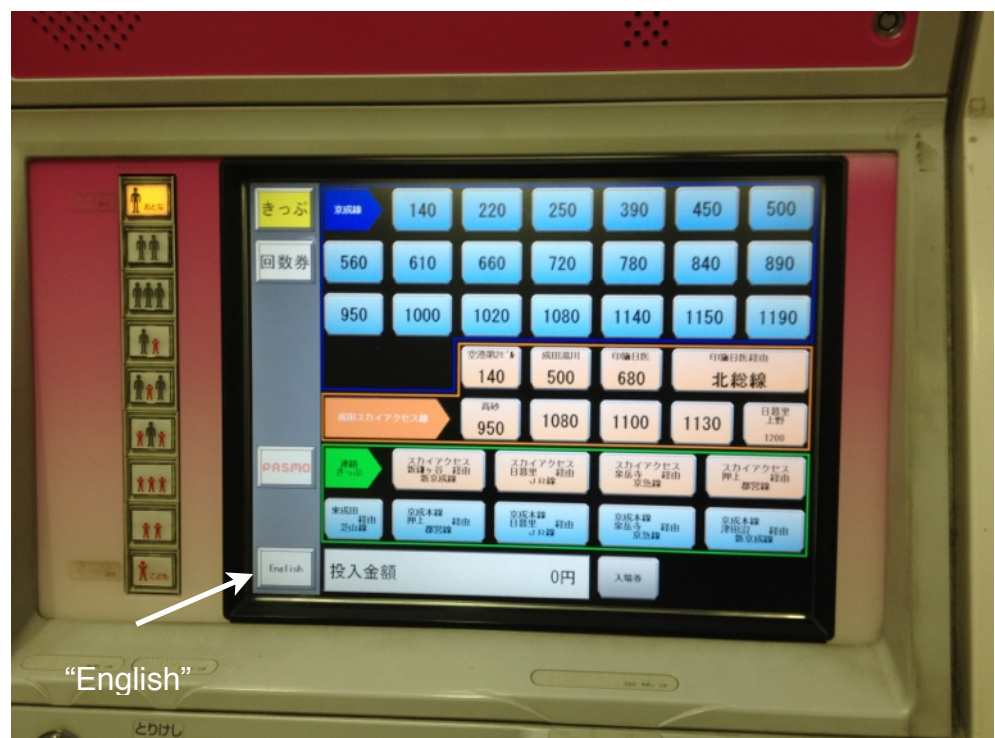 おとな
きっぷ
京成線
140
220
250
390
450
500
回数券
560
610
660
720
780
840
890
950
1000
1020
1080
1140
1150
1190
空港第2ビル
140
成田湯川
500
印旛日医
680
印旛日医経由
北総線
成田スカイアクセス線
高砂
950
1080
1100
1130
日暮里
上野
1200
PASMO
連絡
きっぷ
スカイアクセス
新鎌ヶ谷 経由
新京成線
スカイアクセス
日暮里 経由
JR線
スカイアクセス
泉岳寺 経由
京急線
スカイアクセス
押上 経由
都営線
東成田
経由
芝山線
京成本線
押上 経由
都営線
京成本線
日暮里 経由
JR線
京成本線
泉岳寺 経由
京急線
京成本線
津田沼 経由
新京成線
こども
English
投入金額
0円
入場券
“English”
とりけし